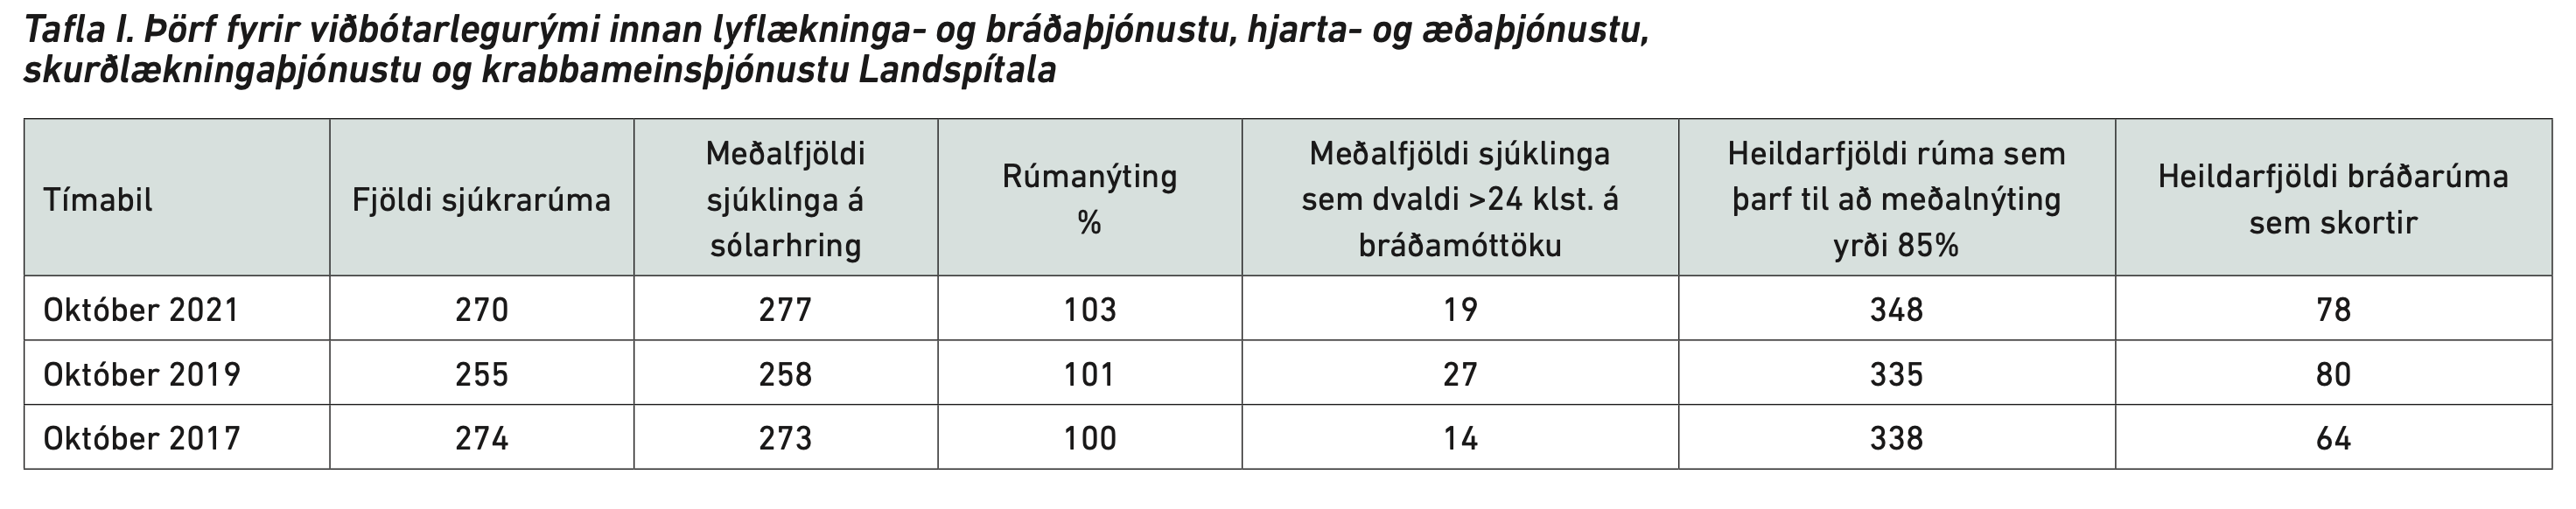 Tafla I. Þörf fyrir viðbótarlegurými innan lyflækninga- og bráðaþjónustu, hjarta- og æðaþjónustu,
skurðlækningaþjónustu og krabbameinsþjónustu Landspítala
Tímabil
Fjöldi sjúkrarúma
Meðalfjöldi
sjúklinga á
sólarhring
Rúmanýting
%
Meðalfjöldi sjúklinga
sem dvaldi >24 klst. á
bráðamóttöku
Heildarfjöldi rúma sem
þarf til að meðalnýting
yrði 85%
Heildarfjöldi bráðarúma
sem skortir
Október 2021 270 277 103 19 348 78
Október 2019 255 258 101 27 335 80
Október 2017 274 273 100 14 338 64